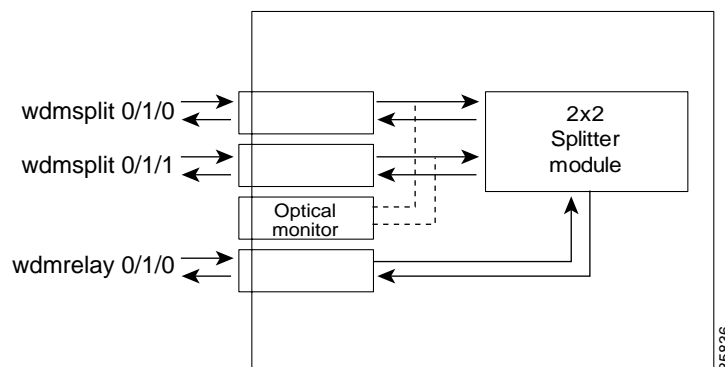 wdmsplit 0/1/0
2x2
Splitter
module
wdmsplit 0/1/1
Optical
monitor
wdmrelay 0/1/0